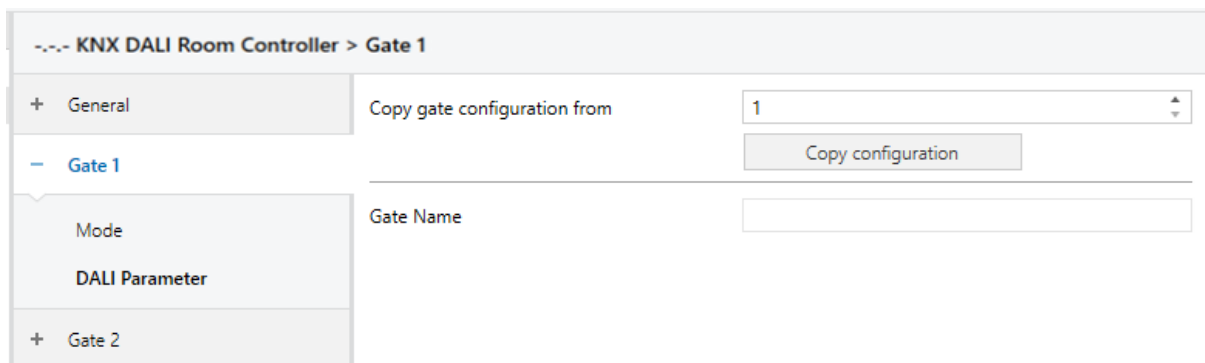 -.-.- KNX DALI Room Controller > Gate 1
+ General
Copy gate configuration from
1
Copy configuration
− Gate 1
Gate Name
Mode
DALI Parameter
+ Gate 2